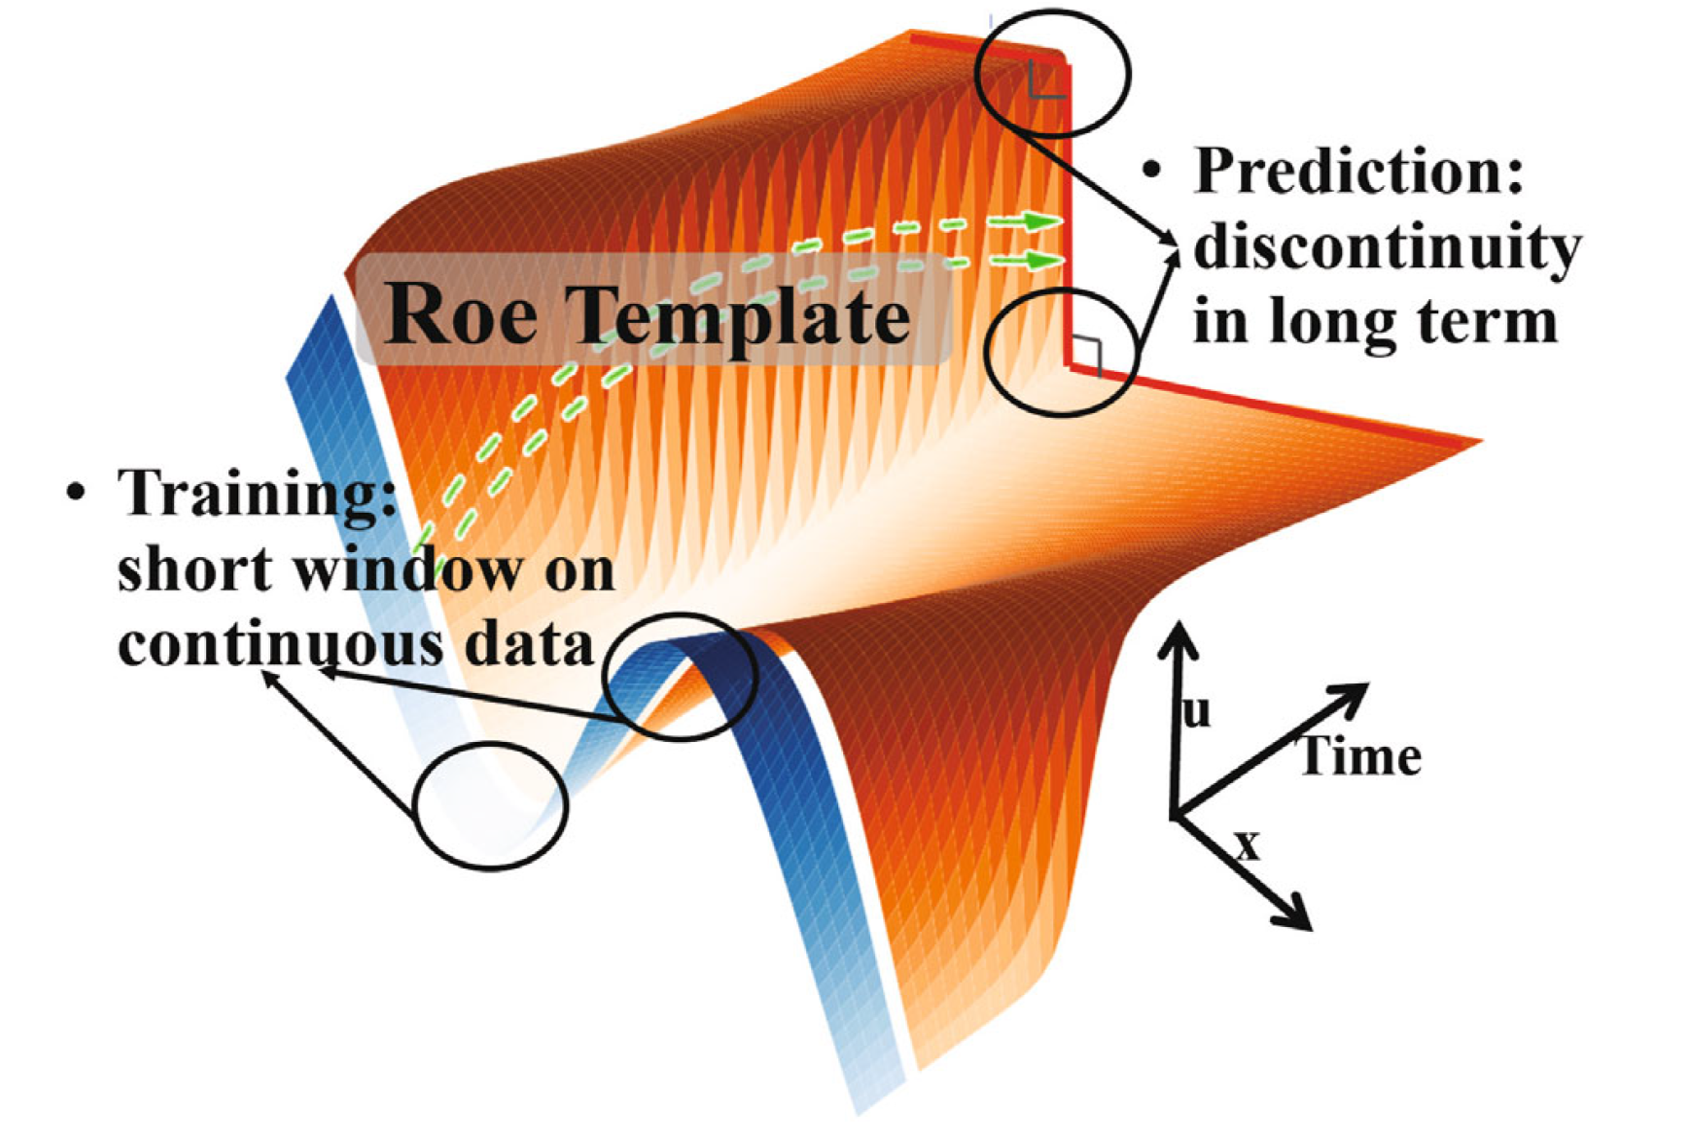 Roe Template
• Prediction:
discontinuity
in long term
• Training:
short window on
continuous data
u
Time
x